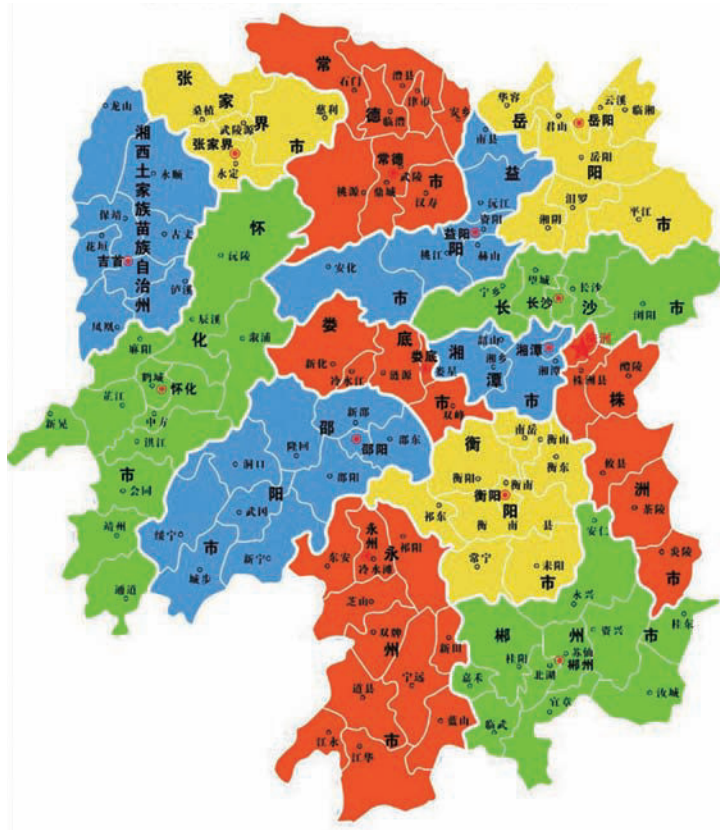 张家界市
桑植
武陵源
慈利
张家界
永定
常德市
石门
澧县
津市
临澧
安乡
常德
武陵
桃源
鼎城
汉寿
岳阳市
华容
君山
岳阳
云溪
临湘
岳阳
汨罗
湘阴
平江
湘西土家族苗族自治州
龙山
永顺
保靖
花垣
古丈
吉首
泸溪
凤凰
益阳市
南县
沅江
资阳
益阳
桃江
赫山
安化
怀化市
沅陵
辰溪
溆浦
麻阳
鹤城
怀化
芷江
新晃
中方
洪江
会同
靖州
通道
长沙市
宁乡
望城
长沙
长沙
浏阳
娄底市
新化
冷水江
涟源
娄底
娄星
双峰
湘潭市
韶山
湘乡
湘潭
湘潭
株洲市
株洲县
醴陵
攸县
茶陵
炎陵
邵阳市
新邵
邵阳
邵东
隆回
洞口
邵阳
武冈
绥宁
城步
新宁
衡阳市
南岳
衡山
衡东
衡阳
衡南
衡阳
祁东
衡南县
常宁
耒阳
永州市
永州
祁阳
东安
冷水滩
芝山
双牌
新田
道县
宁远
蓝山
江永
江华
郴州市
安仁
永兴
资兴
桂东
苏仙
郴州
桂阳
北湖
嘉禾
宜章
汝城
临武